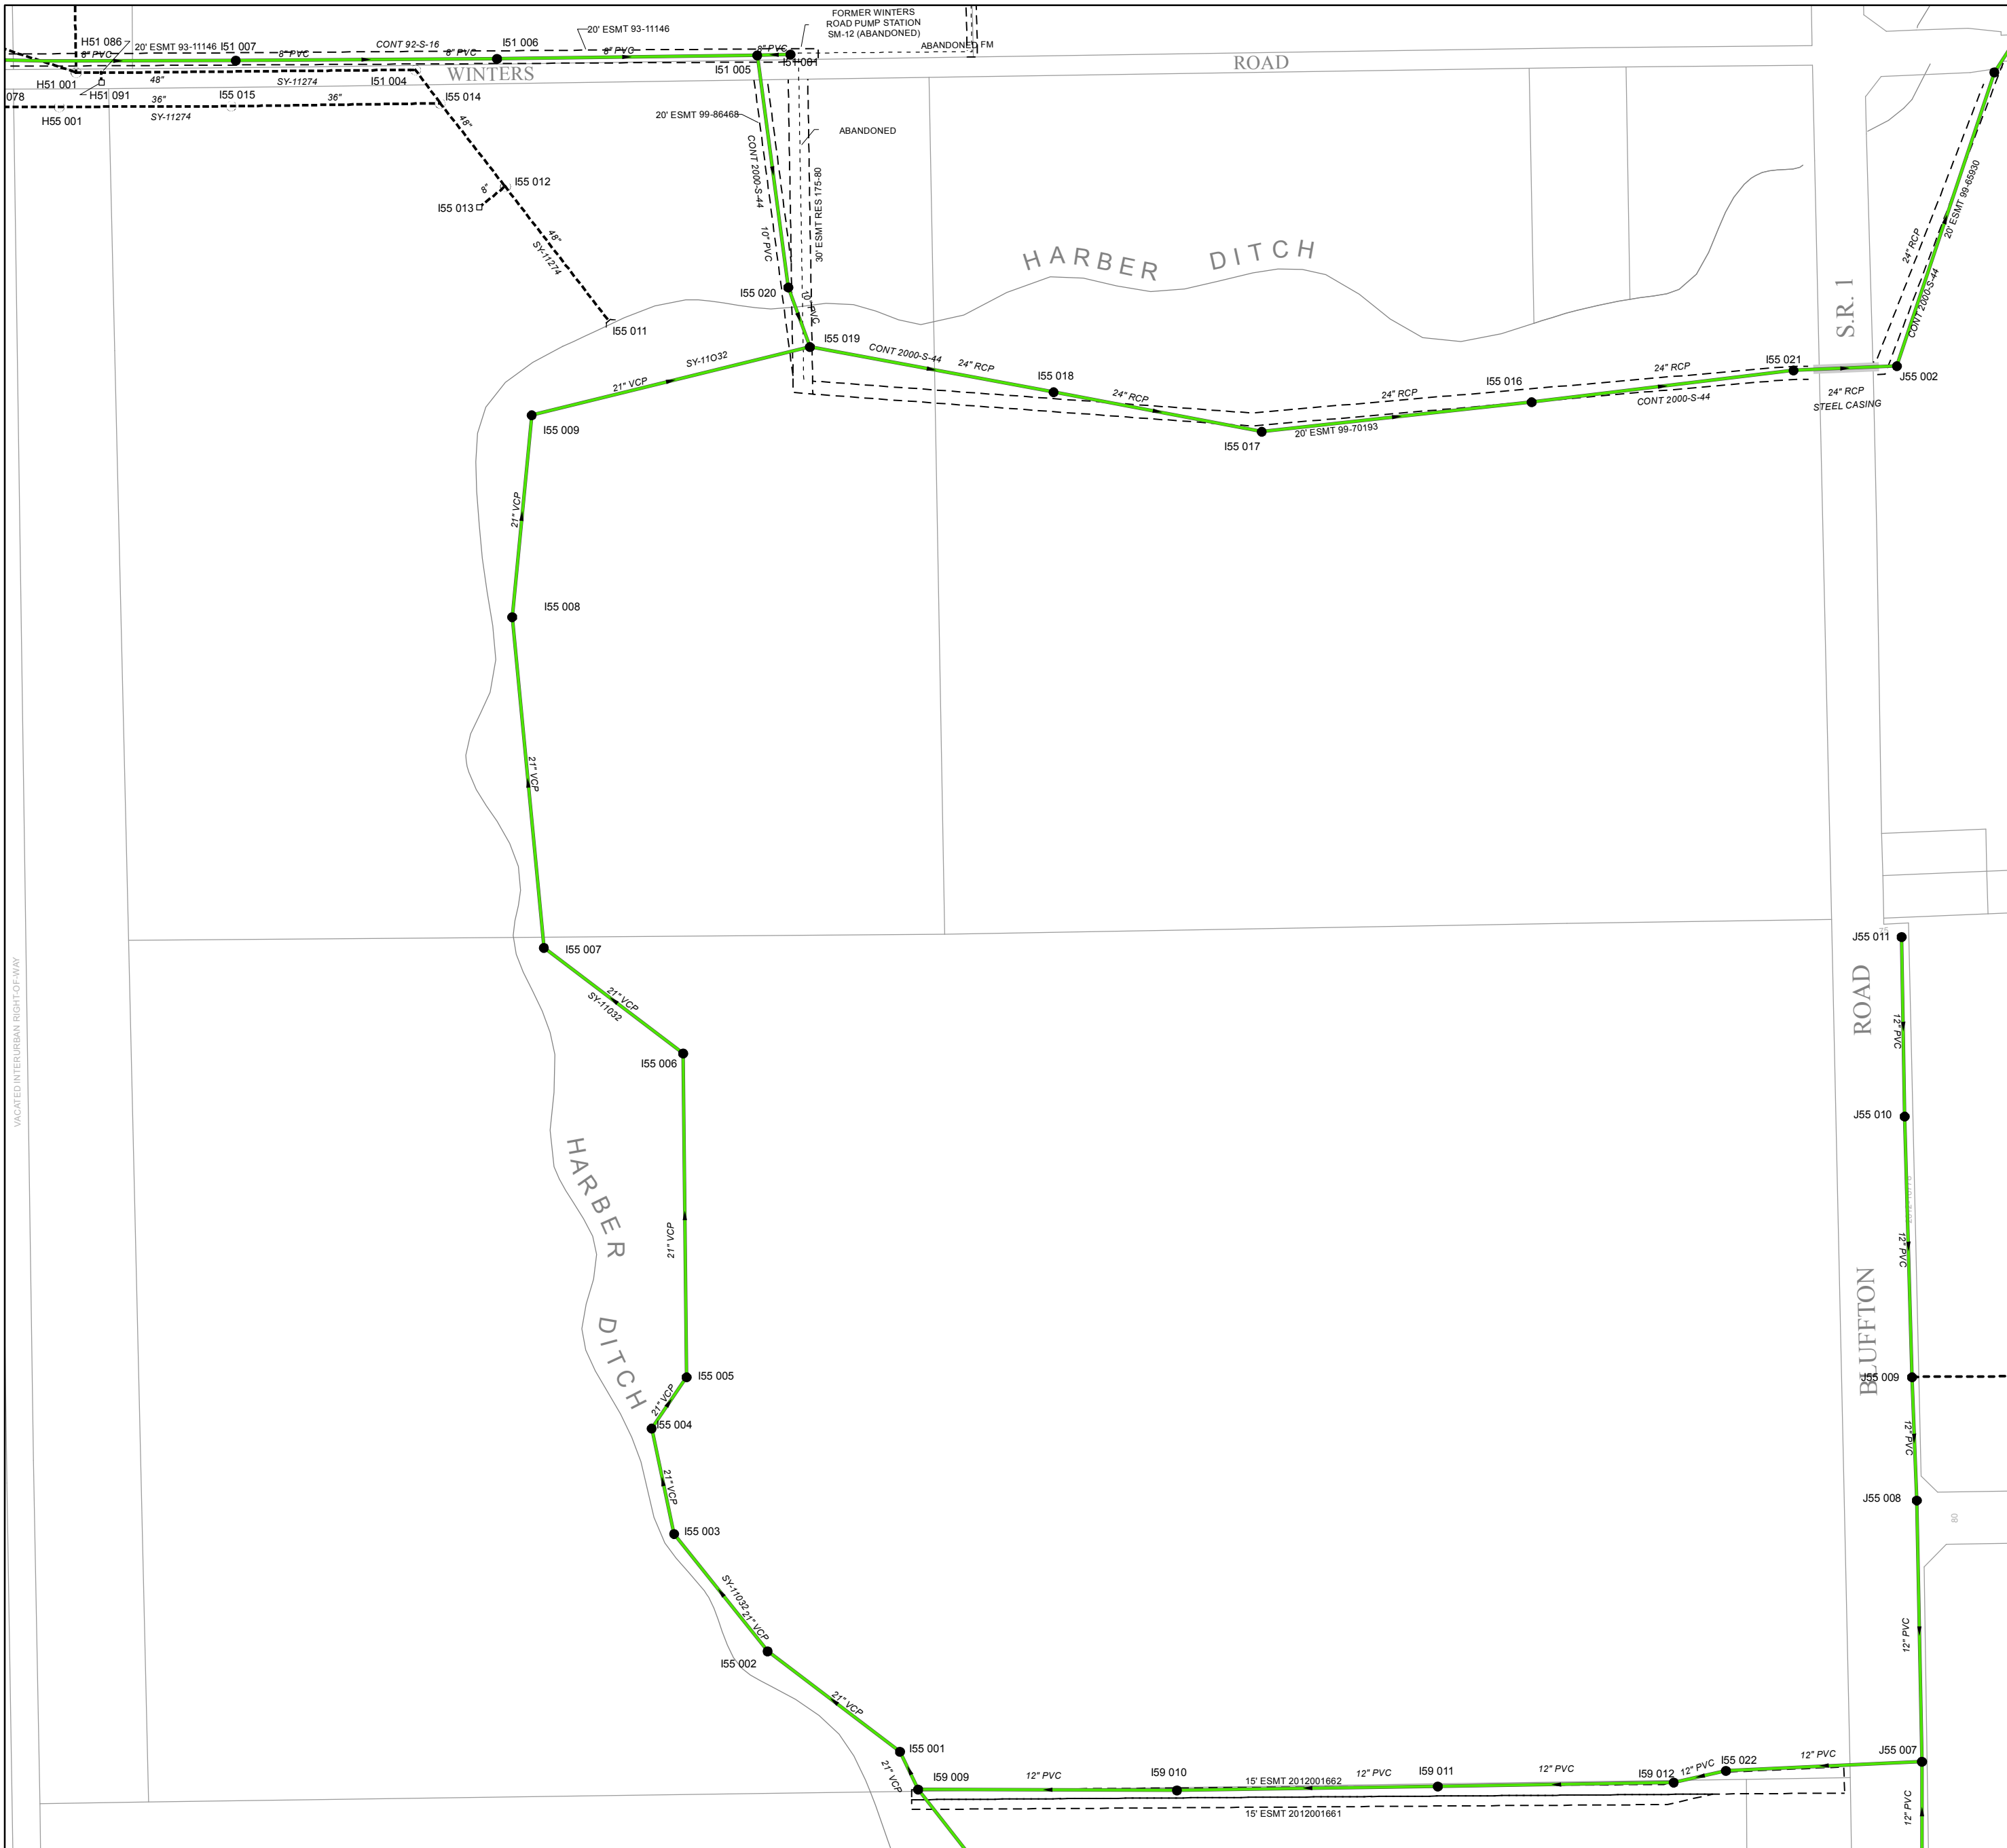 FORMER WINTERS
ROAD PUMP STATION
SM-12 (ABANDONED)
H51 086
20' ESMT 93-11146
I51 007
CONT 92-S-16
I51 006
20' ESMT 93-11146
ABANDONED FM
8" PVC
8" PVC
8" PVC
8" PVC
8" PVC
I51 005
I51 001
WINTERS
ROAD
H51 001
48"
SY-11274
I51 004
078
H51 091
36"
I55 015
36"
I55 014
H55 001
SY-11274
48"
20' ESMT 99-86468
ABANDONED
CONT 2000-S-44
10" PVC
30' ESMT RES 175-80
I55 012
8"
I55 013
48"
SY-11274
I55 011
HARBER DITCH
I55 020
10" PVC
I55 019
SY-11O32
21" VCP
CONT 2000-S-44
24" RCP
I55 018
24" RCP
I55 017
24" RCP
20' ESMT 99-70193
I55 016
24" RCP
CONT 2000-S-44
I55 021
24" RCP
STEEL CASING
J55 002
S.R. 1
24" RCP
20' ESMT 99-65930
CONT 2000-S-44
I55 009
21" VCP
I55 008
21" VCP
I55 007
21" VCP
SY-11032
I55 006
21" VCP
I55 005
21" VCP
I55 004
21" VCP
I55 003
SY-11032
21" VCP
I55 002
21" VCP
I55 001
21" VCP
HARBER DITCH
VACATED INTERURBAN RIGHT-OF-WAY
J55 011
12" PVC
ROAD
J55 010
12" PVC
BLUFFTON
J55 009
12" PVC
J55 008
80
12" PVC
J55 007
12" PVC
I59 009
12" PVC
I59 010
15' ESMT 2012001662
12" PVC
I59 011
12" PVC
I59 012
12" PVC
I55 022
12" PVC
15' ESMT 2012001661